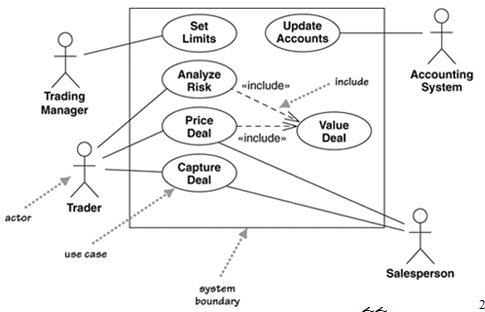 Set
Limits
Update
Accounts
Trading
Manager
Accounting
System
Analyze
Risk
«include»
include
Price
Deal
«include»
Value
Deal
Capture
Deal
Trader
actor
use case
system
boundary
Salesperson
2